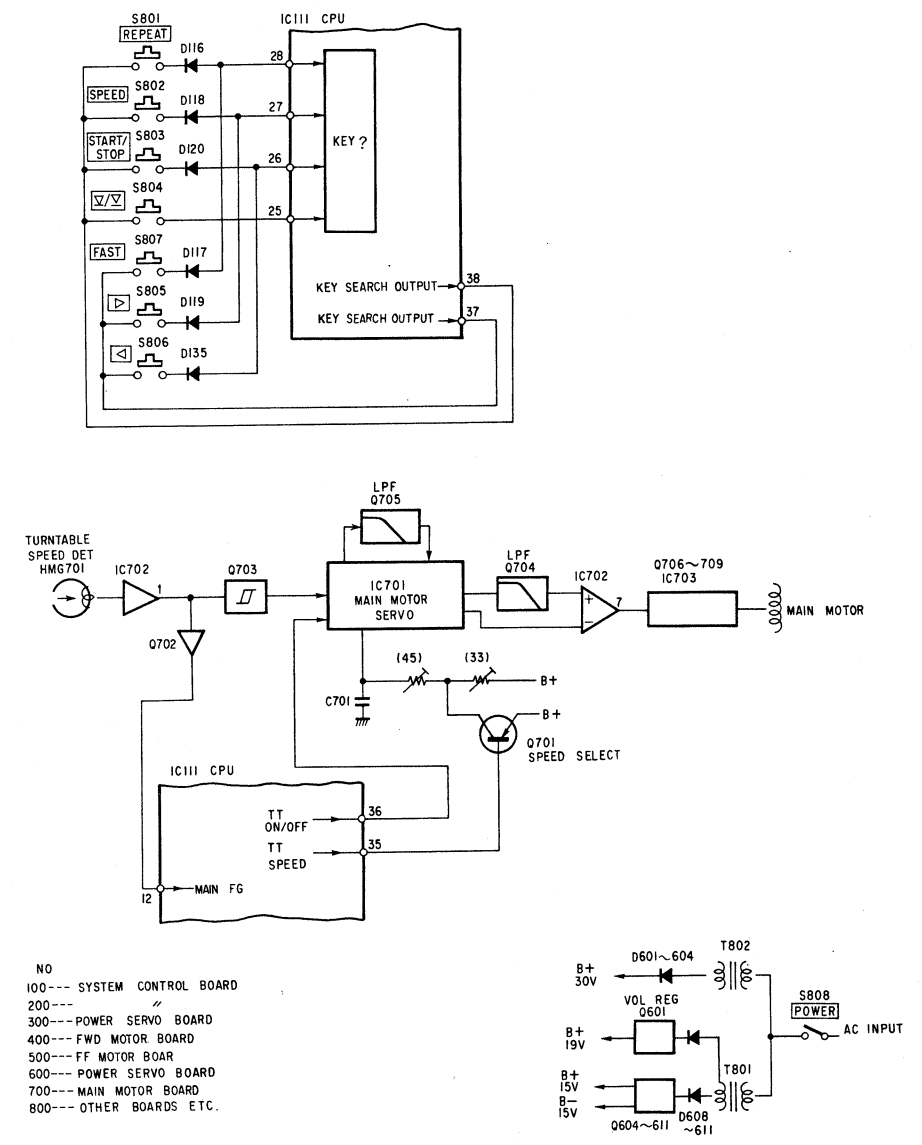 S801
REPEAT
D116
28
IC111 CPU
SPEED
S802
D118
27
START/
STOP
S803
D120
26
KEY ?
S804
25
FAST
S807
D117
S805
D119
S806
D135
KEY SEARCH OUTPUT
38
KEY SEARCH OUTPUT
37
LPF
Q705
TURNTABLE
SPEED DET
HMG701
IC702
1
Q703
IC701
MAIN MOTOR
SERVO
LPF
Q704
IC702
+
−
7
Q706~709
IC703
MAIN MOTOR
Q702
(45)
(33)
B+
C701
B+
Q701
SPEED SELECT
IC111 CPU
TT
ON/OFF
36
TT
SPEED
35
12
MAIN FG
NO
100--- SYSTEM CONTROL BOARD
200--- 〃
300---POWER SERVO BOARD
400---FWD MOTOR BOARD
500---FF MOTOR BOAR
600---POWER SERVO BOARD
700---MAIN MOTOR BOARD
800---OTHER BOARDS ETC.
B+
30V
D601~604
T802
VOL REG
Q601
B+
19V
S808
POWER
AC INPUT
B+
15V
B−
15V
T801
Q604~611
D608
~611